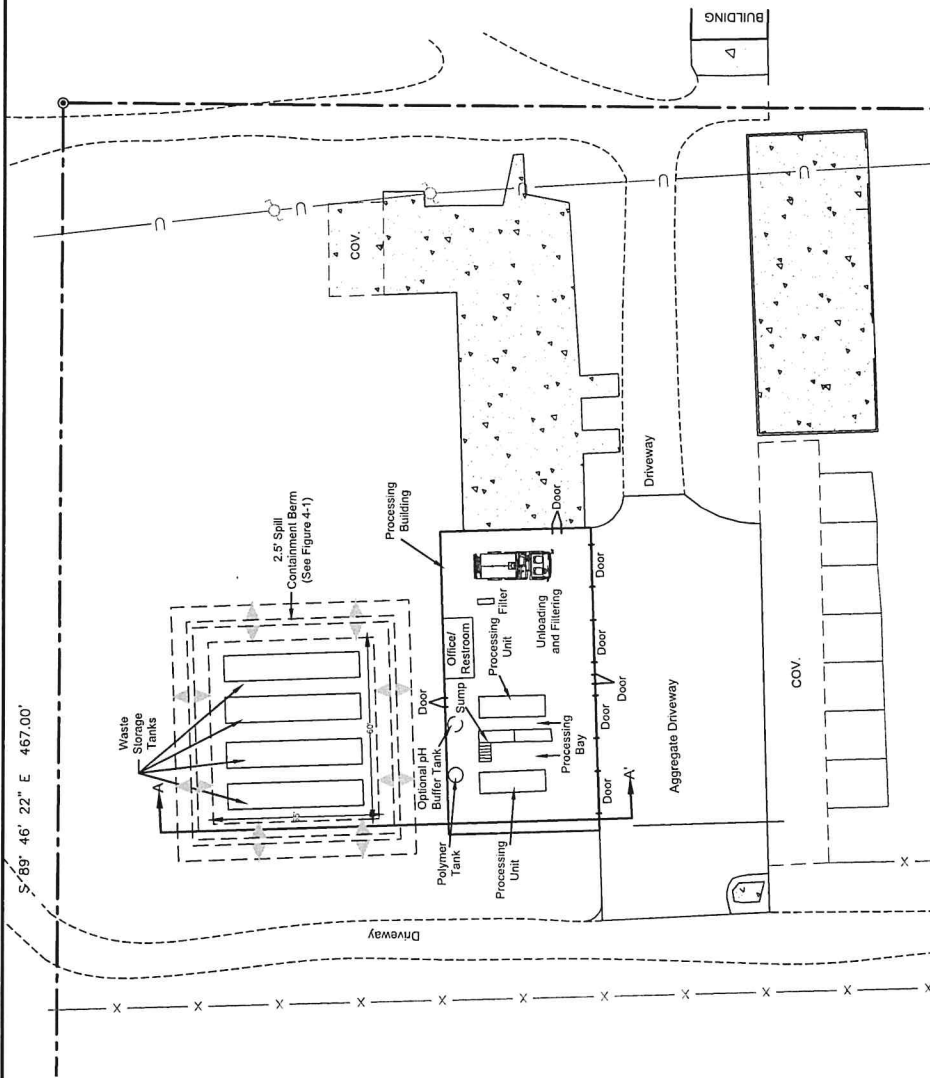 S 89° 46' 22" E 467.00'
BUILDING
COV.
2.5' Spill
Containment Berm
(See Figure 4-1)
Waste
Storage
Tanks
A
60'
Processing
Building
Door
Office/
Restroom
Sump
Optional pH
Buffer Tank
Polymer
Tank
Processing
Unit
Filter
Unloading
and Filtering
Processing
Unit
Processing
Bay
Door
Door
Door
Door
Door
Door
A'
Driveway
Aggregate Driveway
COV.
Driveway
U
U
U
U
U
X
X
X
X
X
X
X
X
X
X
X
X
X